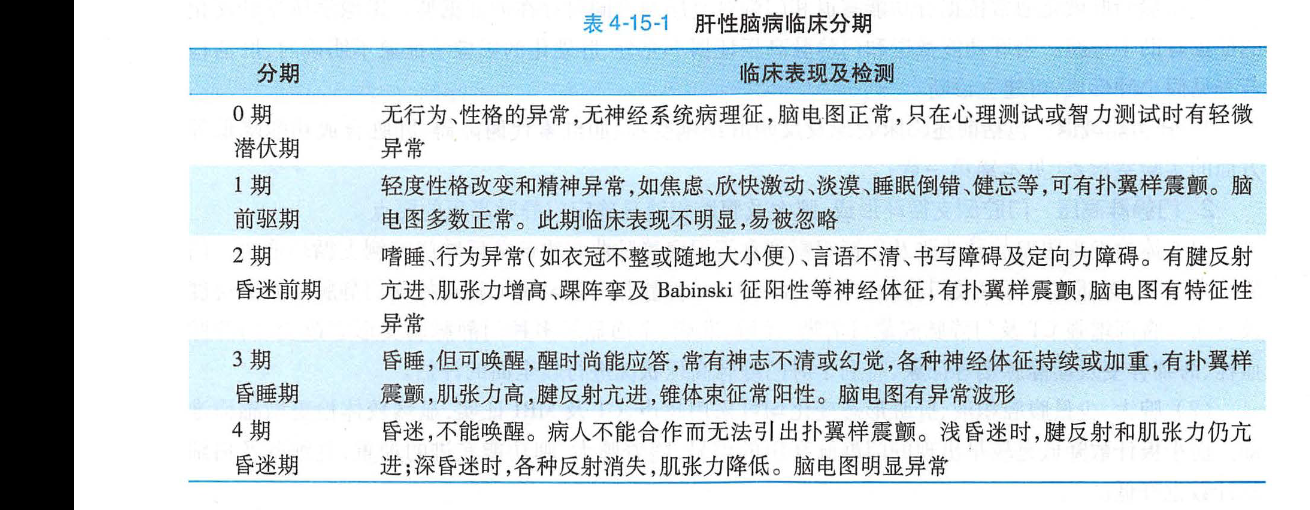 表 4-15-1 肝性脑病临床分期
分期 临床表现及检测
0 期 无行为、性格的异常,无神经系统病理征,脑电图正常,只在心理测试或智力测试时有轻微
潜伏期 异常
1 期 轻度性格改变和精神异常,如焦虑、欣快激动、淡漠、睡眠倒错、健忘等,可有扑翼样震颤。脑
前驱期 电图多数正常。此期临床表现不明显,易被忽略
2 期 嗜睡、行为异常(如衣冠不整或随地大小便)、言语不清、书写障碍及定向力障碍。有腱反射
昏迷前期 亢进、肌张力增高、踝阵挛及 Babinski 征阳性等神经体征,有扑翼样震颤,脑电图有特征性
异常
3 期 昏睡,但可唤醒,醒时尚能应答,常有神志不清或幻觉,各种神经体征持续或加重,有扑翼样
昏睡期 震颤,肌张力高,腱反射亢进,锥体束征常阳性。脑电图有异常波形
4 期 昏迷,不能唤醒。病人不能合作而无法引出扑翼样震颤。浅昏迷时,腱反射和肌张力仍亢
昏迷期 进;深昏迷时,各种反射消失,肌张力降低。脑电图明显异常